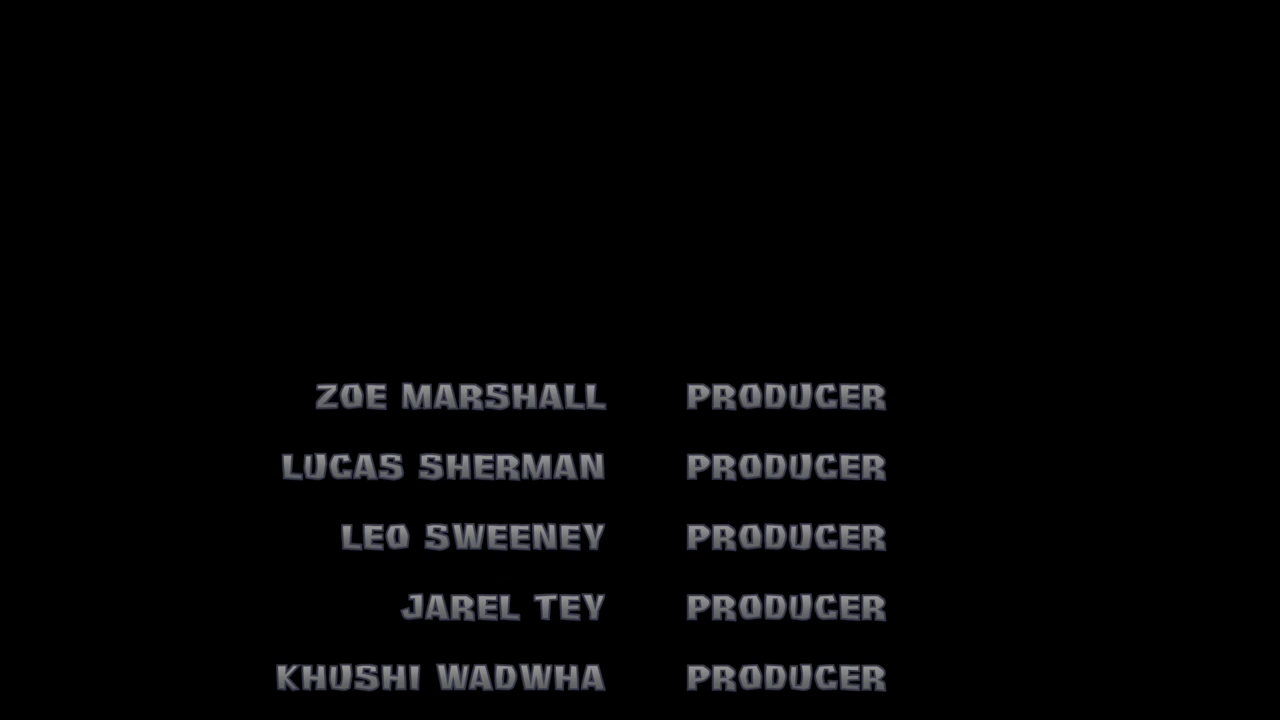 ZOE MARSHALL PRODUCER
LUCAS SHERMAN PRODUCER
LEO SWEENEY PRODUCER
JAREL TEY PRODUCER
KHUSHI WADWHA PRODUCER